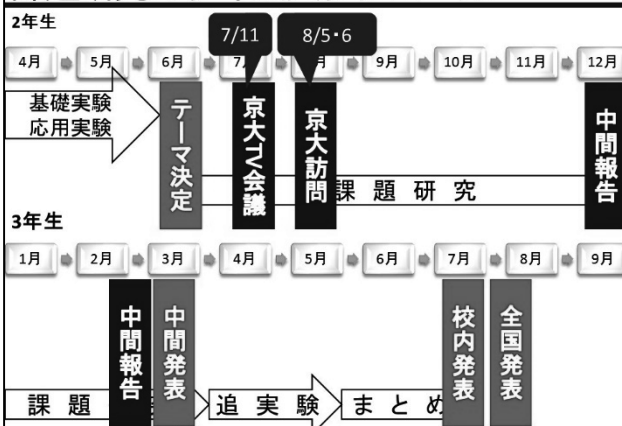 2年生
7/11
8/5・6
4月
5月
6月
7
月
9月
10月
11月
12月
基礎実験
応用実験
テーマ決定
京大TV会議
京大訪問
中間報告
課題研究
3年生
1月
2月
3月
4月
5月
6月
7月
8月
9月
中間報告
中間発表
校内発表
全国発表
課題
追実験
まとめ